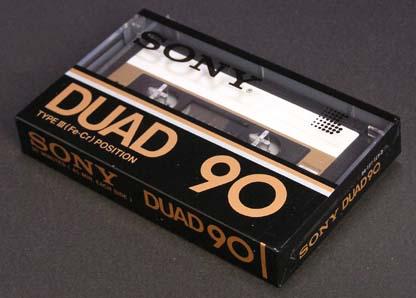 SONY®
DUAD 90
TYPE III (Fe-Cr) POSITION
SONY
DUAD 90
SONY DUAD 90